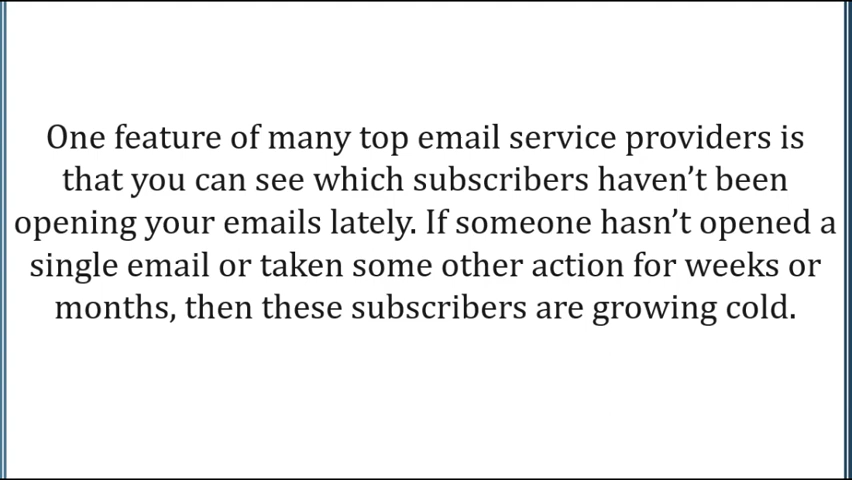 One feature of many top email service providers is
that you can see which subscribers haven’t been
opening your emails lately. If someone hasn’t opened a
single email or taken some other action for weeks or
months, then these subscribers are growing cold.